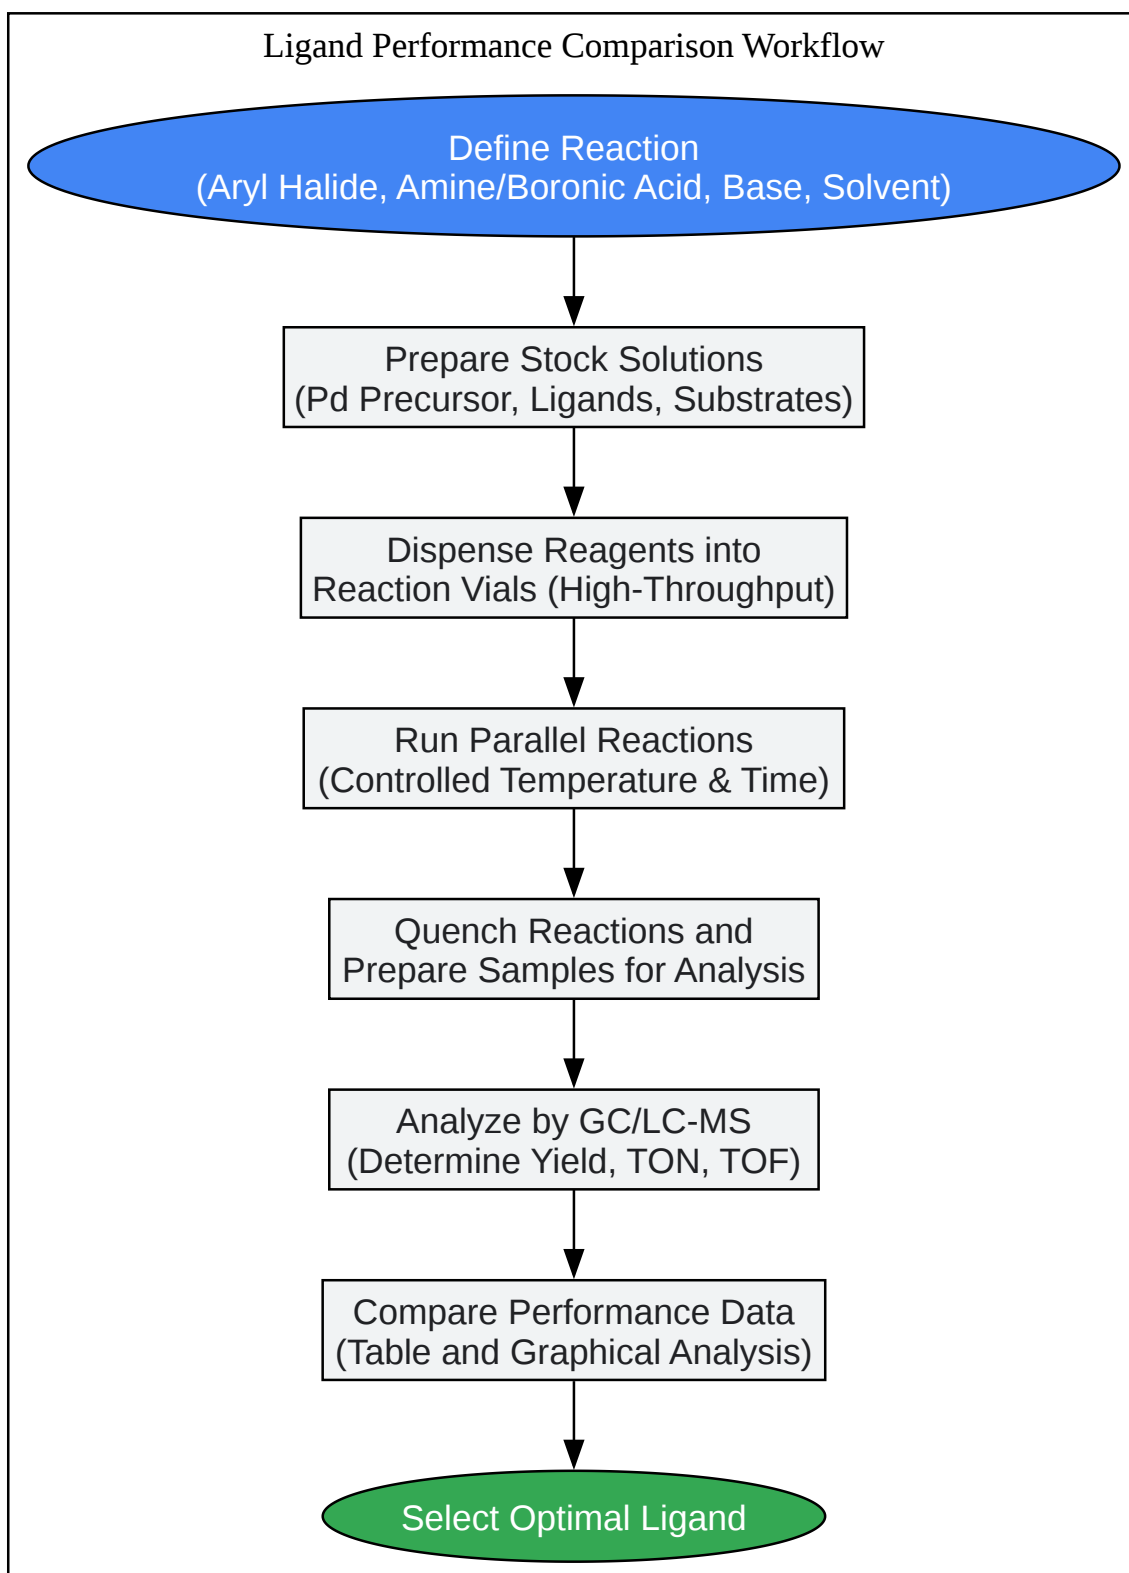 Ligand Performance Comparison Workflow
Define Reaction
(Aryl Halide, Amine/Boronic Acid, Base, Solvent)
Prepare Stock Solutions
(Pd Precursor, Ligands, Substrates)
Dispense Reagents into
Reaction Vials (High-Throughput)
Run Parallel Reactions
(Controlled Temperature & Time)
Quench Reactions and
Prepare Samples for Analysis
Analyze by GC/LC-MS
(Determine Yield, TON, TOF)
Compare Performance Data
(Table and Graphical Analysis)
Select Optimal Ligand